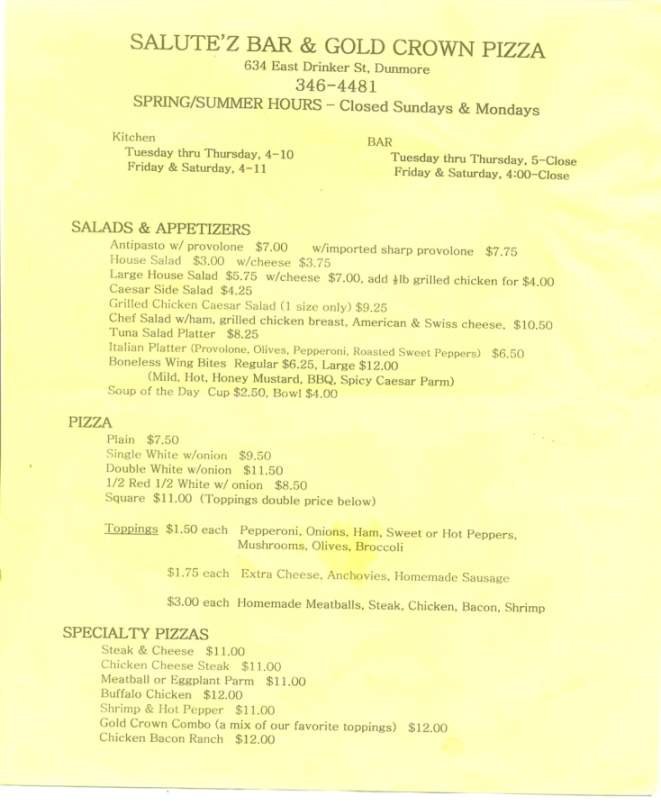 SALUTE'Z BAR & GOLD CROWN PIZZA
634 East Drinker St, Dunmore
346-4481
SPRING/SUMMER HOURS - Closed Sundays & Mondays
Kitchen
Tuesday thru Thursday, 4-10
Friday & Saturday, 4-11
BAR
Tuesday thru Thursday, 5-Close
Friday & Saturday, 4:00-Close
SALADS & APPETIZERS
Antipasto w/ provolone $7.00 w/imported sharp provolone $7.75
House Salad $3.00 w/cheese $3.75
Large House Salad $5.75 w/cheese $7.00, add ½lb grilled chicken for $4.00
Caesar Side Salad $4.25
Grilled Chicken Caesar Salad (1 size only) $9.25
Chef Salad w/ham, grilled chicken breast, American & Swiss cheese, $10.50
Tuna Salad Platter $8.25
Italian Platter (Provolone, Olives, Pepperoni, Roasted Sweet Peppers) $6.50
Boneless Wing Bites Regular $6.25, Large $12.00
(Mild, Hot, Honey Mustard, BBQ, Spicy Caesar Parm)
Soup of the Day Cup $2.50, Bowl $4.00
PIZZA
Plain $7.50
Single White w/onion $9.50
Double White w/onion $11.50
1/2 Red 1/2 White w/ onion $8.50
Square $11.00 (Toppings double price below)
Toppings $1.50 each Pepperoni, Onions, Ham, Sweet or Hot Peppers,
Mushrooms, Olives, Broccoli
$1.75 each Extra Cheese, Anchovies, Homemade Sausage
$3.00 each Homemade Meatballs, Steak, Chicken, Bacon, Shrimp
SPECIALTY PIZZAS
Steak & Cheese $11.00
Chicken Cheese Steak $11.00
Meatball or Eggplant Parm $11.00
Buffalo Chicken $12.00
Shrimp & Hot Pepper $11.00
Gold Crown Combo (a mix of our favorite toppings) $12.00
Chicken Bacon Ranch $12.00